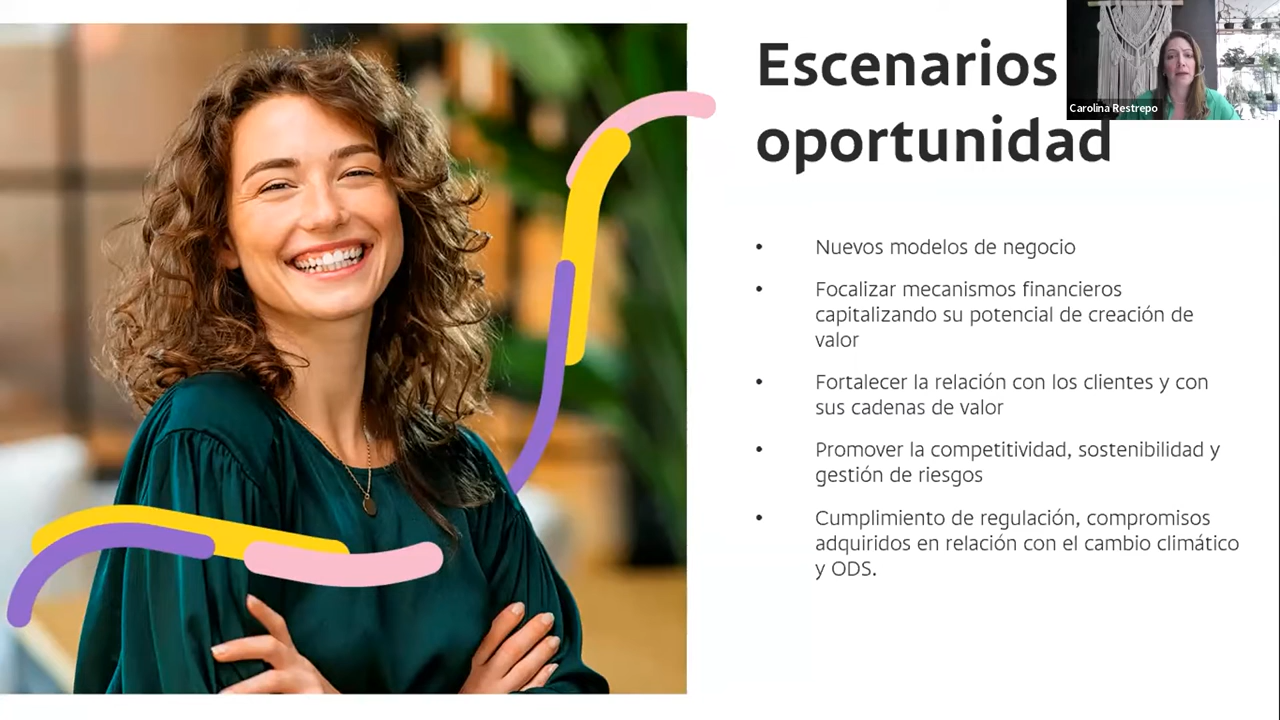 Escenarios
oportunidad
Carolina Restrepo
• Nuevos modelos de negocio
• Focalizar mecanismos financieros
capitalizando su potencial de creación de
valor
• Fortalecer la relación con los clientes y con
sus cadenas de valor
• Promover la competitividad, sostenibilidad y
gestión de riesgos
• Cumplimiento de regulación, compromisos
adquiridos en relación con el cambio climático
y ODS.